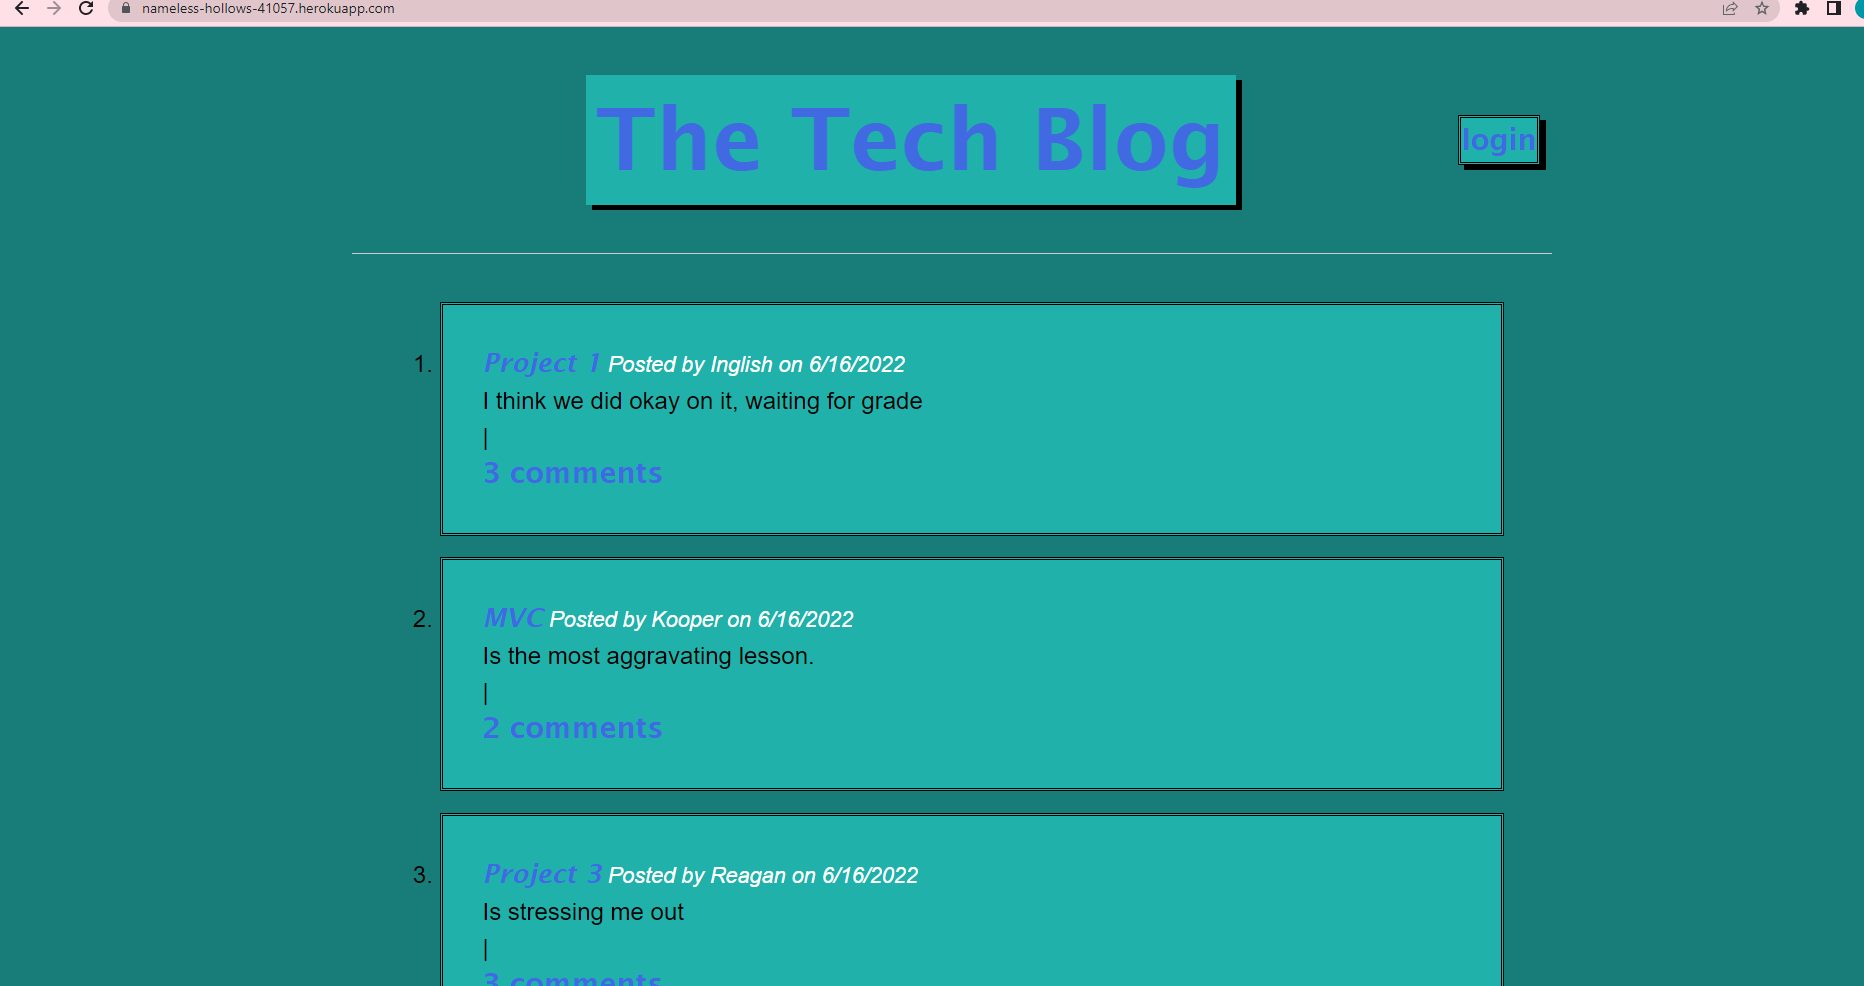 nameless-hollows-41057.herokuapp.com
The Tech Blog
login
1. Project 1 Posted by Inglish on 6/16/2022
I think we did okay on it, waiting for grade
|
3 comments
2. MVC Posted by Kooper on 6/16/2022
Is the most aggravating lesson.
|
2 comments
3. Project 3 Posted by Reagan on 6/16/2022
Is stressing me out
|
3 comments